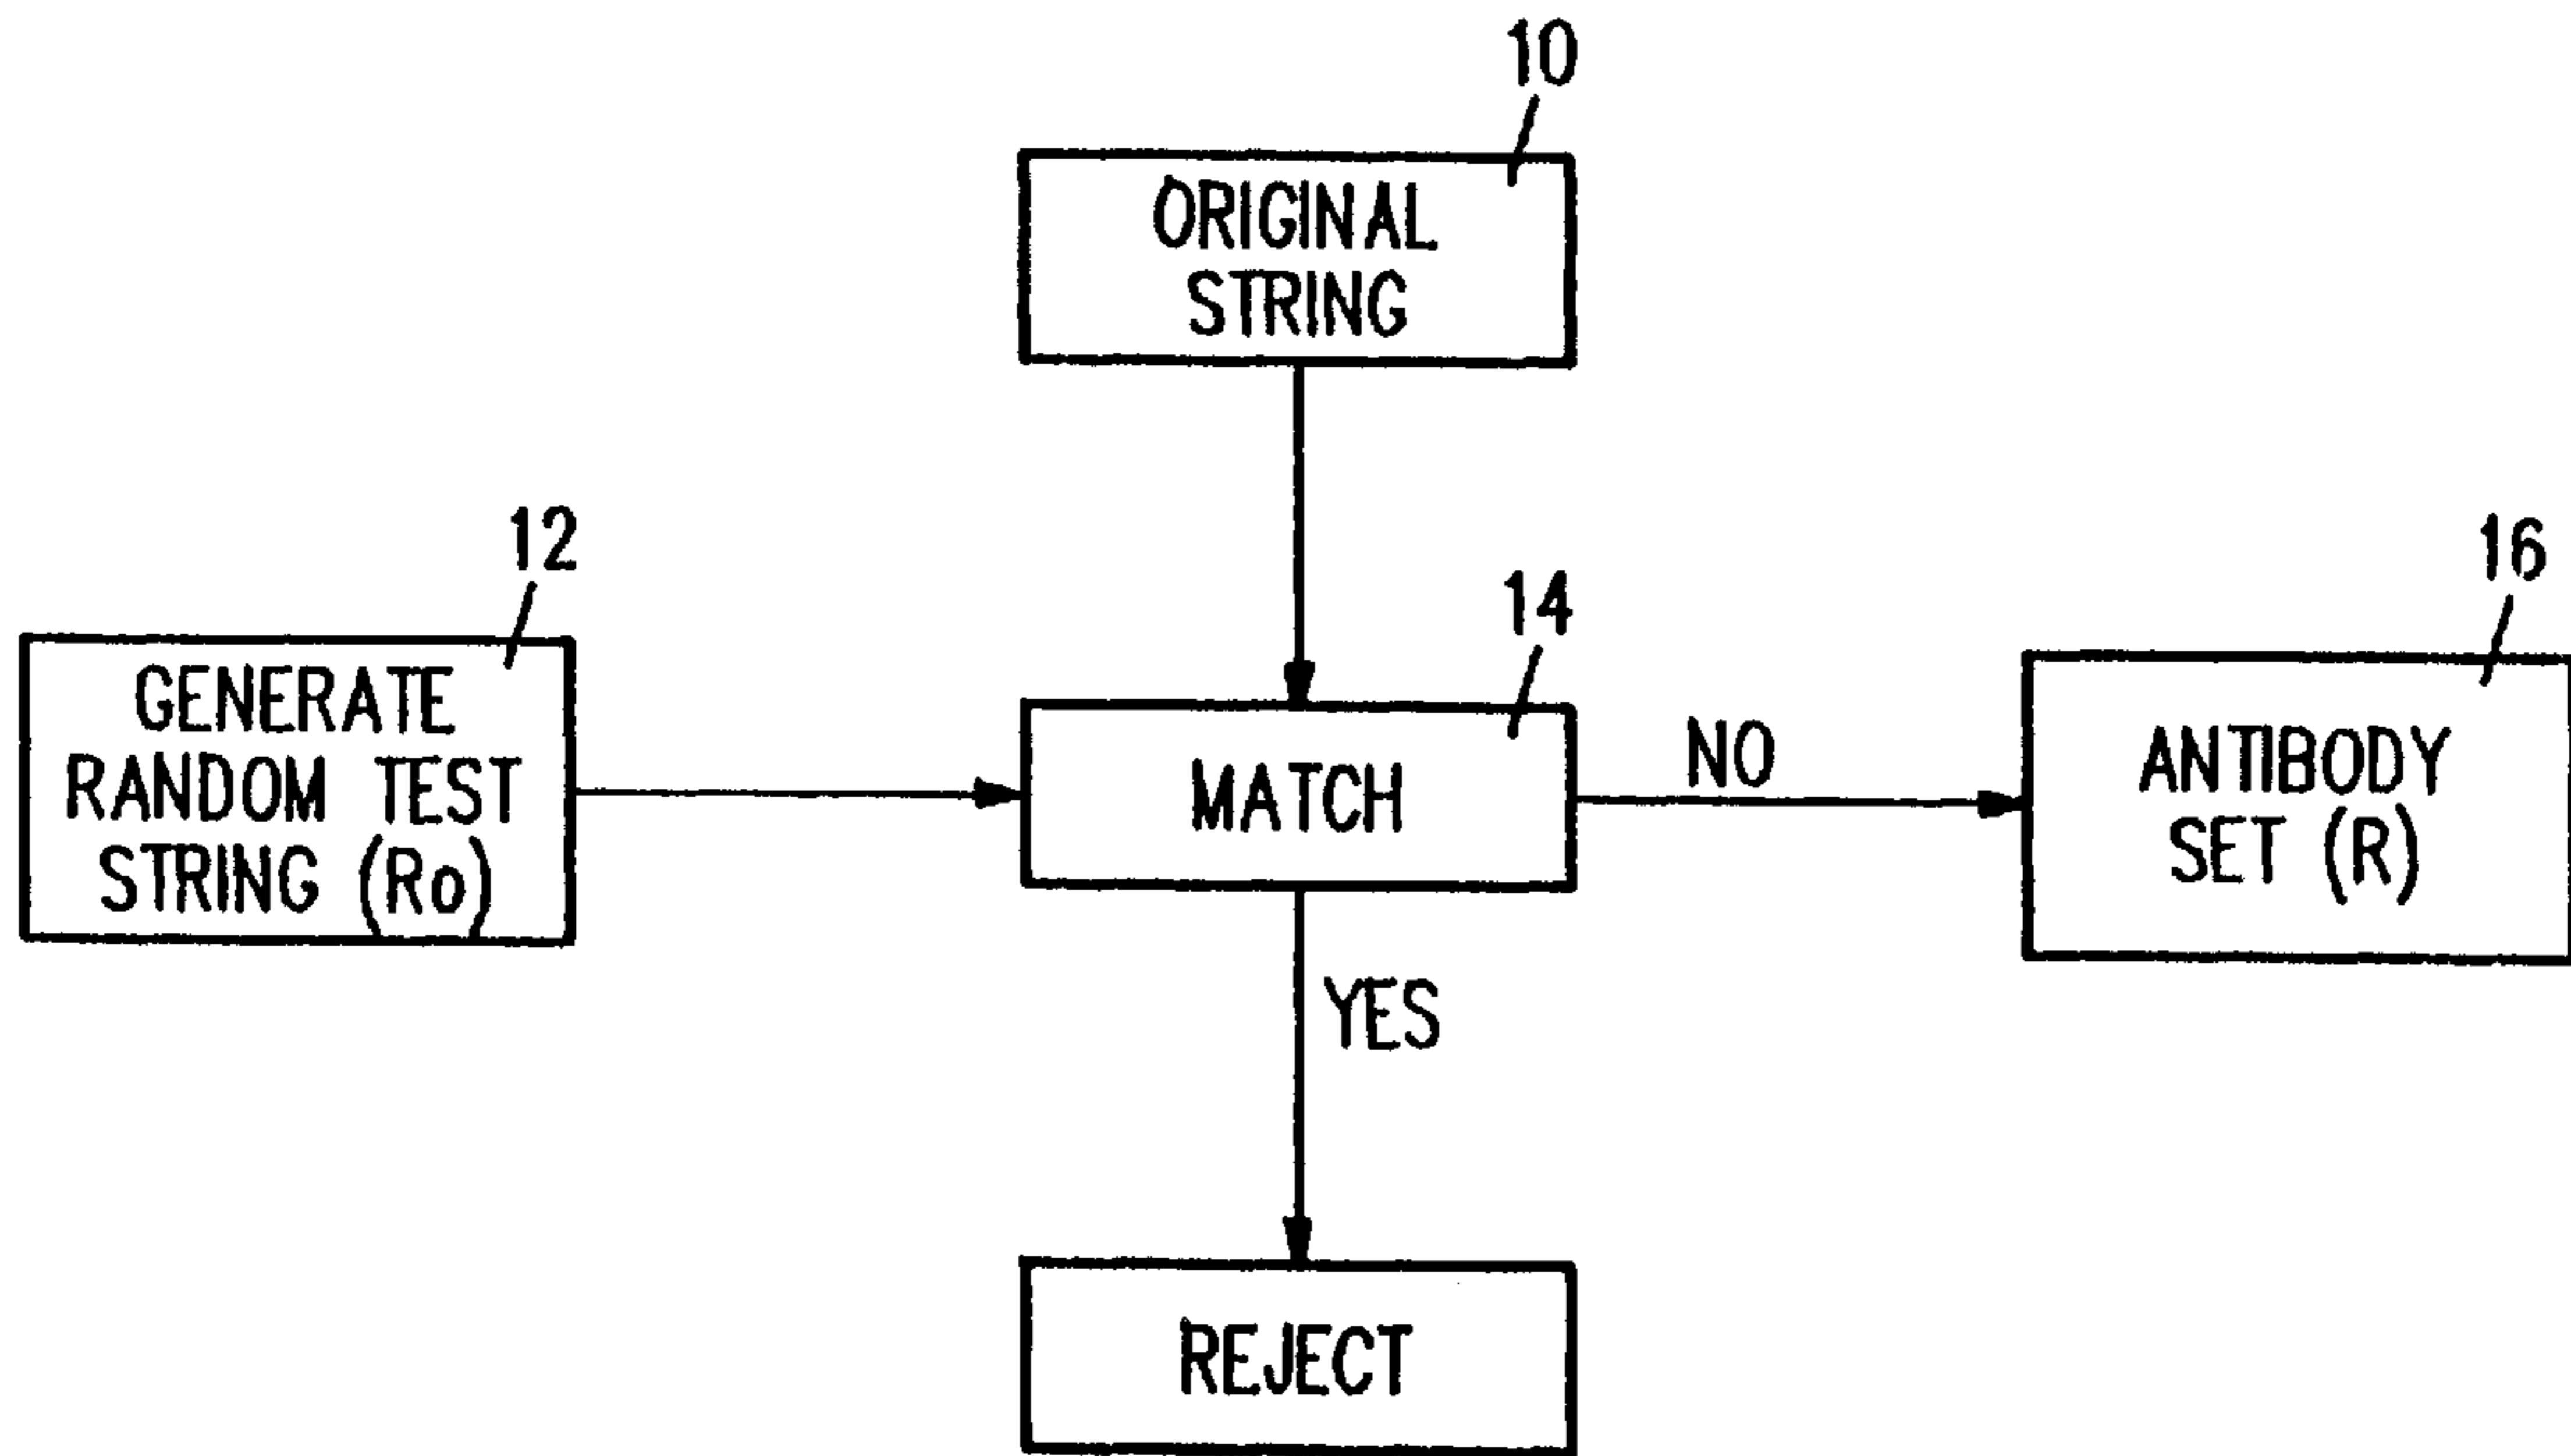 10
ORIGINAL
STRING
12
GENERATE
RANDOM TEST
STRING (Ro)
14
MATCH
NO
16
ANTIBODY
SET (R)
YES
REJECT